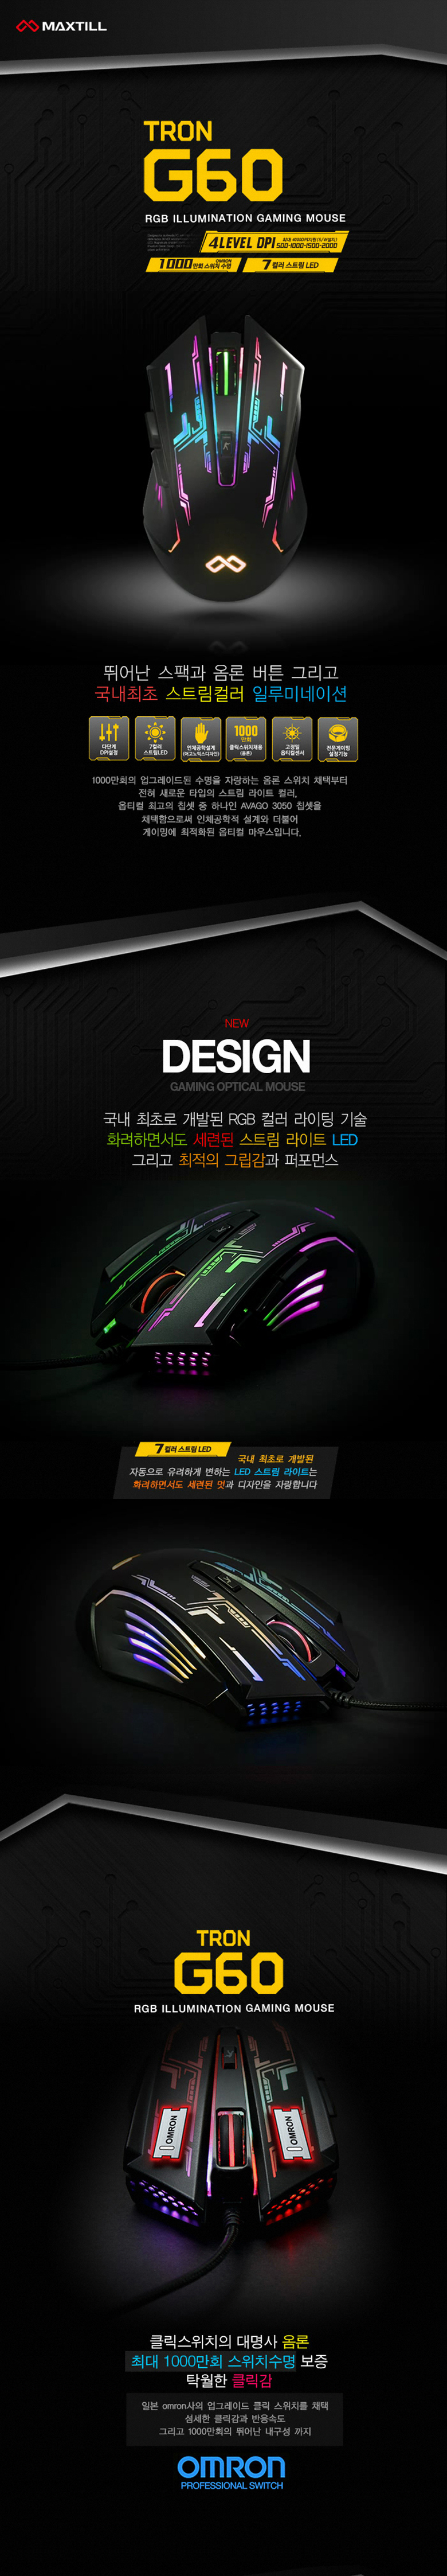 MAXTILL
TRON
G60
RGB ILLUMINATION GAMING MOUSE
4LEVEL DPI
500-1000-1500-2000
1000만회 스위치 수명
OMRON
7컬러 스트림 LED
뛰어난 스팩과 옴론 버튼 그리고
국내최초 스트림컬러 일루미네이션
다단계
DPI설정
7컬러
스트림LED
인체공학설계
(어고노믹스디자인)
1000
만회
클릭스위치채용
(옴론)
고정밀
옵티컬센서
전문게이밍
설정기능
1000만회의 업그레이드된 수명을 자랑하는 옴론 스위치 채택부터
전혀 새로운 타입의 스트림 라이트 컬러,
옵티컬 최고의 칩셋 중 하나인 AVAGO 3050 칩셋을
채택함으로써 인체공학적 설계와 더불어
게이밍에 최적화된 옵티컬 마우스입니다.
NEW
DESIGN
GAMING OPTICAL MOUSE
국내 최초로 개발된 RGB 컬러 라이팅 기술
화려하면서도 세련된 스트림 라이트 LED
그리고 최적의 그립감과 퍼포먼스
7컬러 스트림 LED
국내 최초로 개발된
자동으로 유려하게 변하는 LED 스트림 라이트는
화려하면서도 세련된 멋과 디자인을 자랑합니다
TRON
G60
RGB ILLUMINATION GAMING MOUSE
OMRON
OMRON
클릭스위치의 대명사 옴론
최대 1000만회 스위치수명 보증
탁월한 클릭감
일본 omron사의 업그레이드 클릭 스위치를 채택
섬세한 클릭감과 반응속도
그리고 1000만회의 뛰어난 내구성 까지
OMRON
PROFESSIONAL SWITCH